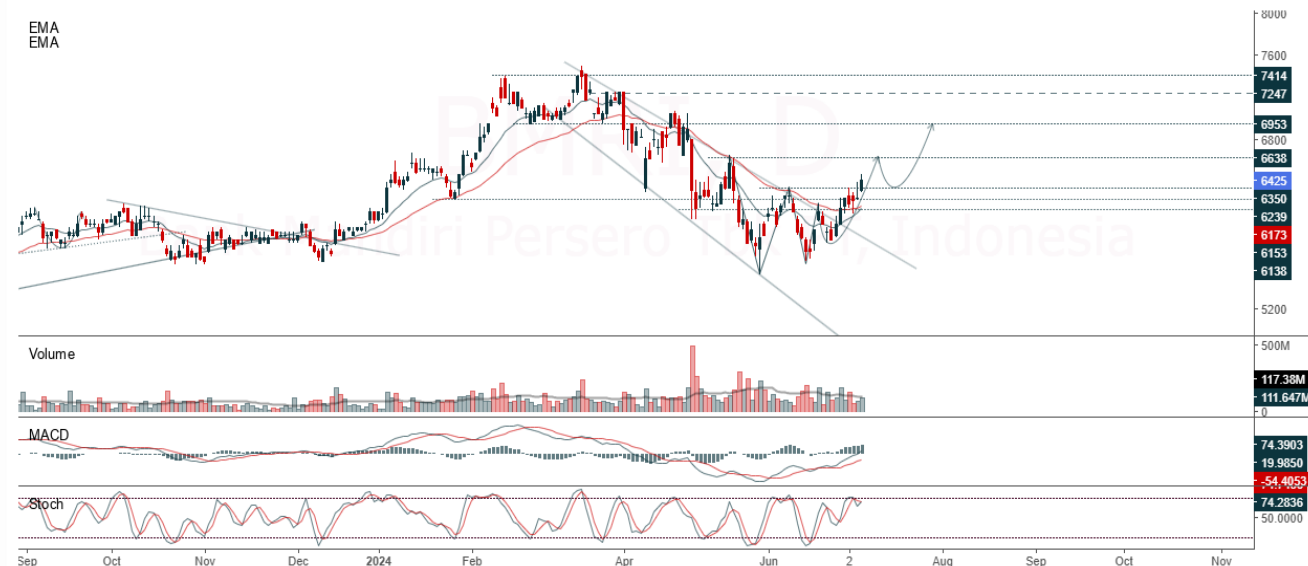 EMA
EMA
8000
7600
7414
7247
6953
6800
6638
6425
6350
6239
6173
6153
6138
5200
Volume
500M
117.38M
111.647M
0
MACD
74.3903
19.9850
-54.4053
Stoch
74.2836
50.0000
Sep Oct Nov Dec 2024 Feb Apr Jun 2 Aug Sep Oct Nov